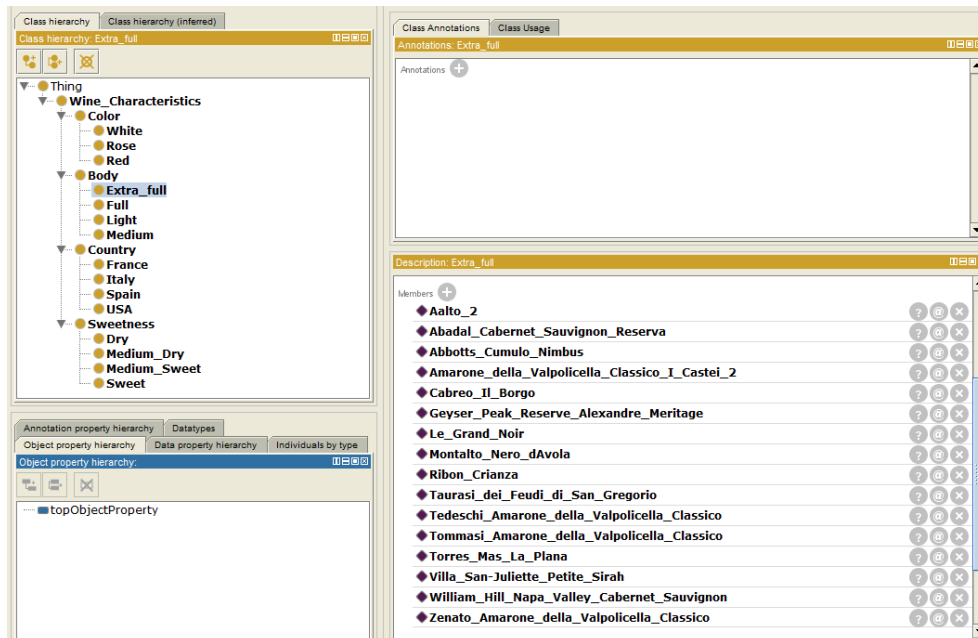 Class hierarchy Class hierarchy (inferred)
Class hierarchy: Extra_full
Thing
Wine_Characteristics
Color
White
Rose
Red
Body
Extra_full
Full
Light
Medium
Country
France
Italy
Spain
USA
Sweetness
Dry
Medium_Dry
Medium_Sweet
Sweet
Annotation property hierarchy Datatypes
Object property hierarchy Data property hierarchy Individuals by type
Object property hierarchy:
topObjectProperty
Class Annotations Class Usage
Annotations: Extra_full
Annotations
Description: Extra_full
Members
Aalto_2
Abadal_Cabernet_Sauvignon_Reserva
Abbotts_Cumulo_Nimbus
Amarone_della_Valpolicella_Classico_I_Castei_2
Cabreo_Il_Borgo
Geyser_Peak_Reserve_Alexandre_Meritage
Le_Grand_Noir
Montalto_Nero_dAvola
Ribon_Crianza
Taurasi_dei_Feudi_di_San_Gregorio
Tedeschi_Amarone_della_Valpolicella_Classico
Tommasi_Amarone_della_Valpolicella_Classico
Torres_Mas_La_Plana
Villa_San-Juliette_Petite_Sirah
William_Hill_Napa_Valley_Cabernet_Sauvignon
Zenato_Amarone_della_Valpolicella_Classico